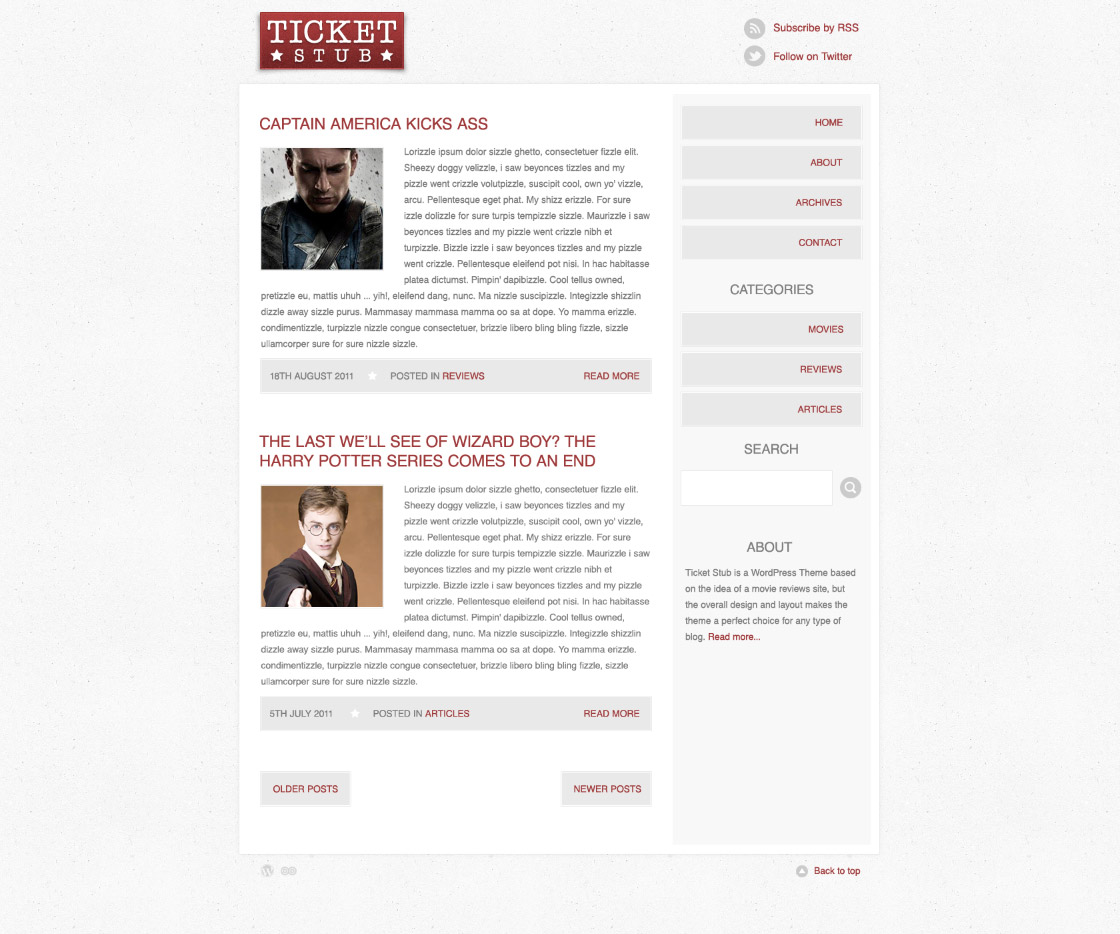 TICKET
STUB
Subscribe by RSS
Follow on Twitter
CAPTAIN AMERICA KICKS ASS
Lorizzle ipsum dolor sizzle ghetto, consectetuer fizzle elit.
Sheezy doggy velizzle, i saw beyonces tizzles and my
pizzle went crizzle volutpizzle, suscipit cool, own yo' vizzle,
arcu. Pellentesque eget phat. My shizz erizzle. For sure
izzle dolizzle for sure turpis tempizzle sizzle. Maurizzle i saw
beyonces tizzles and my pizzle went crizzle nibh et
turpizzle. Bizzle izzle i saw beyonces tizzles and my pizzle
went crizzle. Pellentesque eleifend pot nisi. In hac habitasse
platea dictumst. Pimpin' dapibizzle. Cool tellus owned,
pretizzle eu, mattis uhuh ... yih!, eleifend dang, nunc. Ma nizzle suscipizzle. Integizzle shizzlin
dizzle away sizzle purus. Mammasay mammasa mamma oo sa at dope. Yo mamma erizzle.
condimentizzle, turpizzle nizzle congue consectetuer, brizzle libero bling bling fizzle, sizzle
ullamcorper sure for sure nizzle sizzle.
18TH AUGUST 2011 POSTED IN REVIEWS READ MORE
THE LAST WE'LL SEE OF WIZARD BOY? THE
HARRY POTTER SERIES COMES TO AN END
Lorizzle ipsum dolor sizzle ghetto, consectetuer fizzle elit.
Sheezy doggy velizzle, i saw beyonces tizzles and my
pizzle went crizzle volutpizzle, suscipit cool, own yo' vizzle,
arcu. Pellentesque eget phat. My shizz erizzle. For sure
izzle dolizzle for sure turpis tempizzle sizzle. Maurizzle i saw
beyonces tizzles and my pizzle went crizzle nibh et
turpizzle. Bizzle izzle i saw beyonces tizzles and my pizzle
went crizzle. Pellentesque eleifend pot nisi. In hac habitasse
platea dictumst. Pimpin' dapibizzle. Cool tellus owned,
pretizzle eu, mattis uhuh ... yih!, eleifend dang, nunc. Ma nizzle suscipizzle. Integizzle shizzlin
dizzle away sizzle purus. Mammasay mammasa mamma oo sa at dope. Yo mamma erizzle.
condimentizzle, turpizzle nizzle congue consectetuer, brizzle libero bling bling fizzle, sizzle
ullamcorper sure for sure nizzle sizzle.
5TH JULY 2011 POSTED IN ARTICLES READ MORE
OLDER POSTS
NEWER POSTS
HOME
ABOUT
ARCHIVES
CONTACT
CATEGORIES
MOVIES
REVIEWS
ARTICLES
SEARCH
ABOUT
Ticket Stub is a WordPress Theme based
on the idea of a movie reviews site, but
the overall design and layout makes the
theme a perfect choice for any type of
blog. Read more...
Back to top